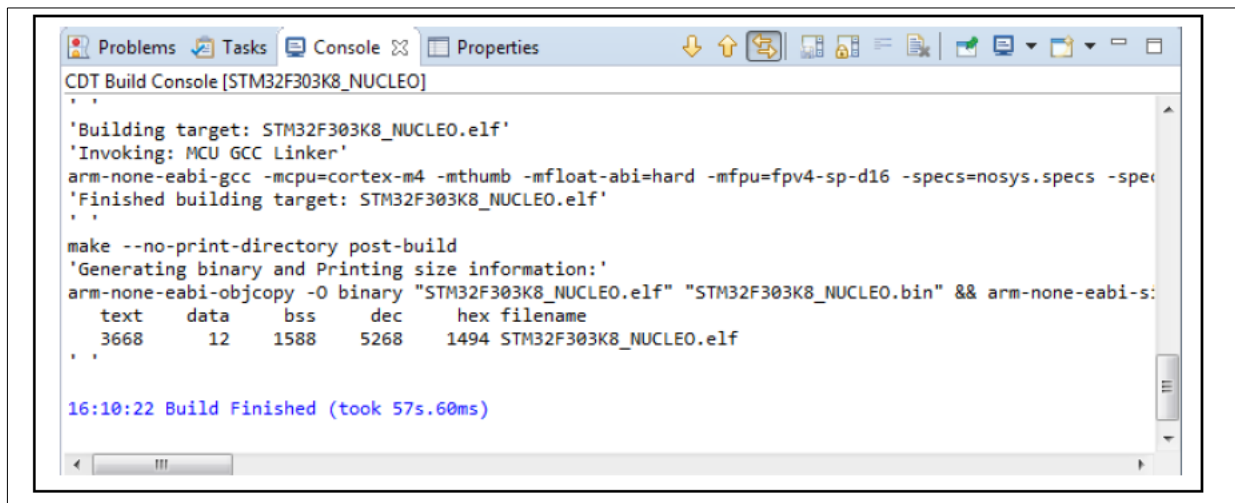 Problems Tasks Console Properties
CDT Build Console [STM32F303K8_NUCLEO]
' '
'Building target: STM32F303K8_NUCLEO.elf'
'Invoking: MCU GCC Linker'
arm-none-eabi-gcc -mcpu=cortex-m4 -mthumb -mfloat-abi=hard -mfpu=fpv4-sp-d16 -specs=nosys.specs -spe
'Finished building target: STM32F303K8_NUCLEO.elf'
' '
make --no-print-directory post-build
'Generating binary and Printing size information:'
arm-none-eabi-objcopy -O binary "STM32F303K8_NUCLEO.elf" "STM32F303K8_NUCLEO.bin" && arm-none-eabi-s
text data bss dec hex filename
3668 12 1588 5268 1494 STM32F303K8_NUCLEO.elf
' '
16:10:22 Build Finished (took 57s.60ms)